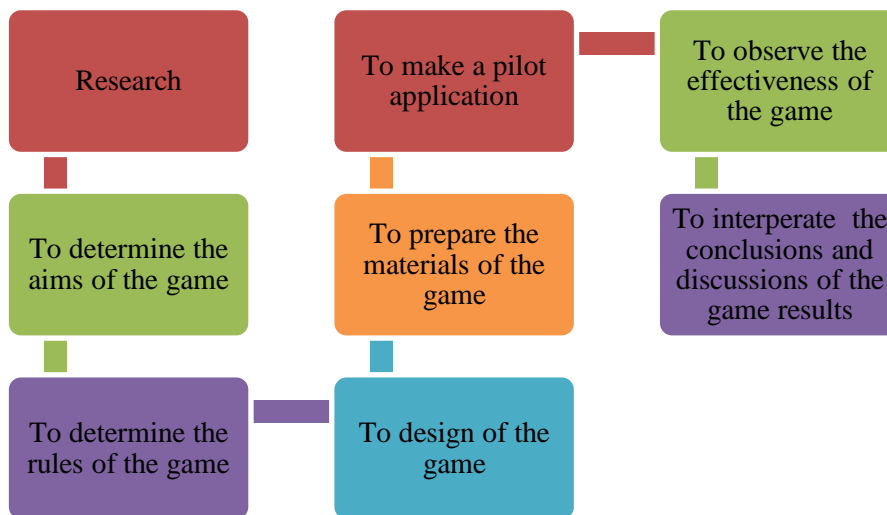 Research
To determine the
aims of the game
To determine the
rules of the game
To design of the
game
To prepare the
materials of the
game
To make a pilot
application
To observe the
effectiveness of
the game
To interperate the
conclusions and
discussions of the
game results